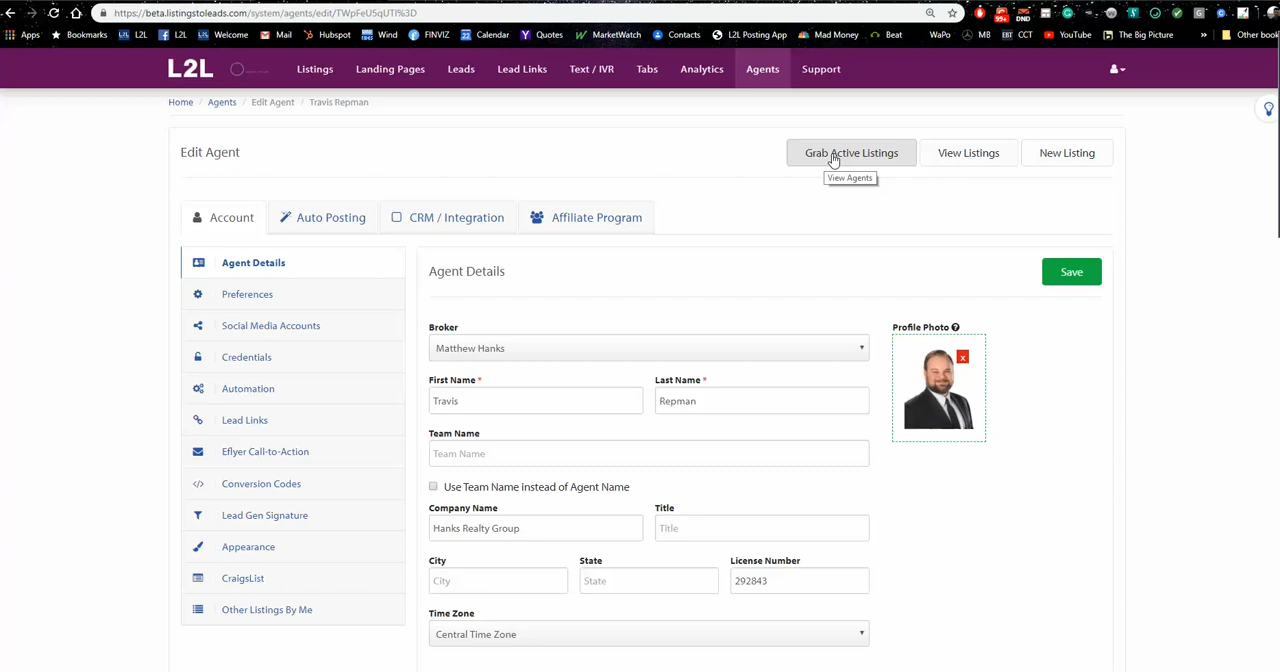 https://beta.listingstoleads.com/system/agents/edit/TWpFeU5qUTI%3D
99+
DND
Apps Bookmarks L2L L2L Welcome Mail Hubspot Wind FINVIZ Calendar Quotes MarketWatch Contacts L2L Posting App Mad Money Beat WaPo MB CCT YouTube The Big Picture » Other book
L2L Listings Landing Pages Leads Lead Links Text / IVR Tabs Analytics Agents Support
Home / Agents / Edit Agent / Travis Repman
Edit Agent
Grab Active Listings View Listings New Listing
View Agents
Account Auto Posting CRM / Integration Affiliate Program
Agent Details
Preferences
Social Media Accounts
Credentials
Automation
Lead Links
Eflyer Call-to-Action
Conversion Codes
Lead Gen Signature
Appearance
CraigsList
Other Listings By Me
Agent Details
Save
Broker
Matthew Hanks
Profile Photo
x
First Name * Last Name *
Travis Repman
Team Name
Team Name
Use Team Name instead of Agent Name
Company Name Title
Hanks Realty Group Title
City State License Number
City State 292843
Time Zone
Central Time Zone